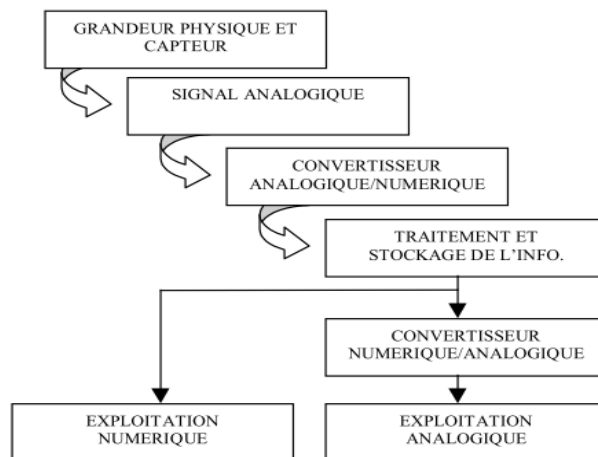 GRANDEUR PHYSIQUE ET
CAPTEUR
SIGNAL ANALOGIQUE
CONVERTISSEUR
ANALOGIQUE/NUMERIQUE
TRAITEMENT ET
STOCKAGE DE L'INFO.
CONVERTISSEUR
NUMERIQUE/ANALOGIQUE
EXPLOITATION
NUMERIQUE
EXPLOITATION
ANALOGIQUE